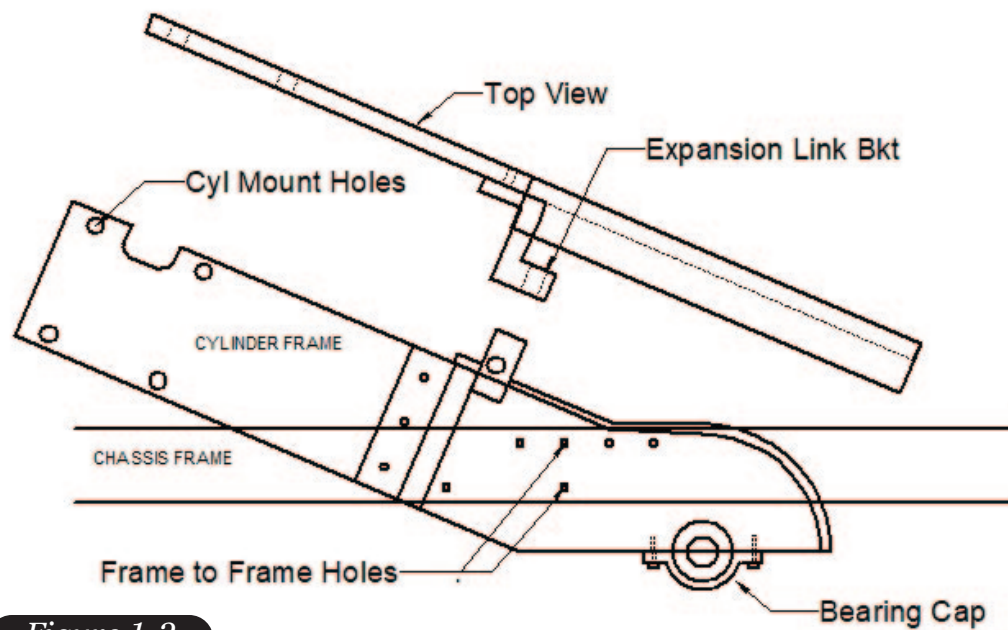 Top View
Expansion Link Bkt
Cyl Mount Holes
CYLINDER FRAME
CHASSIS FRAME
Frame to Frame Holes
Bearing Cap